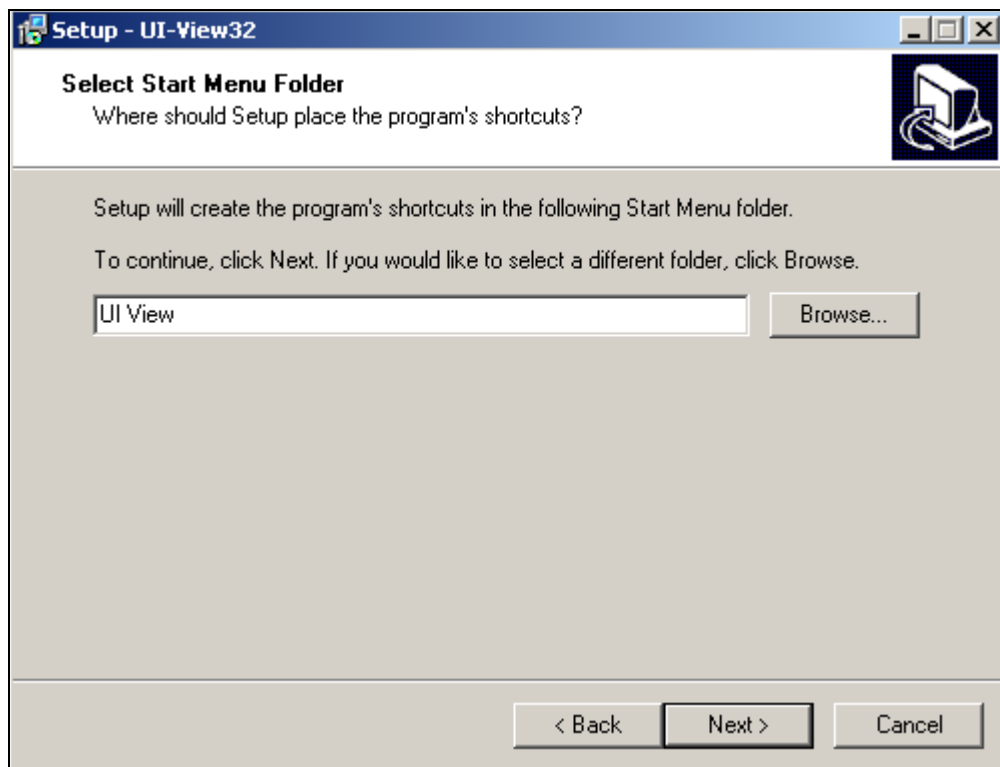 Setup - UI-View32
Select Start Menu Folder
Where should Setup place the program's shortcuts?
Setup will create the program's shortcuts in the following Start Menu folder.
To continue, click Next. If you would like to select a different folder, click Browse.
UI View
Browse...
< Back
Next >
Cancel